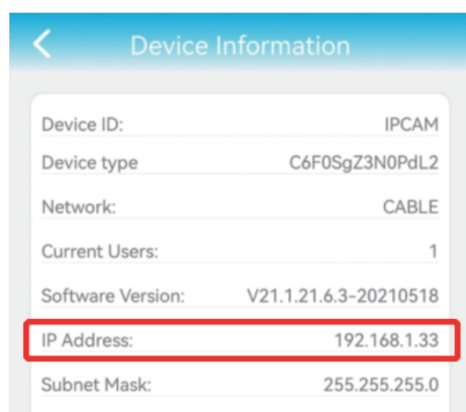 Device Information
Device ID: IPCAM
Device type C6F0SgZ3N0PdL2
Network: CABLE
Current Users: 1
Software Version: V21.1.21.6.3-20210518
IP Address: 192.168.1.33
Subnet Mask: 255.255.255.0